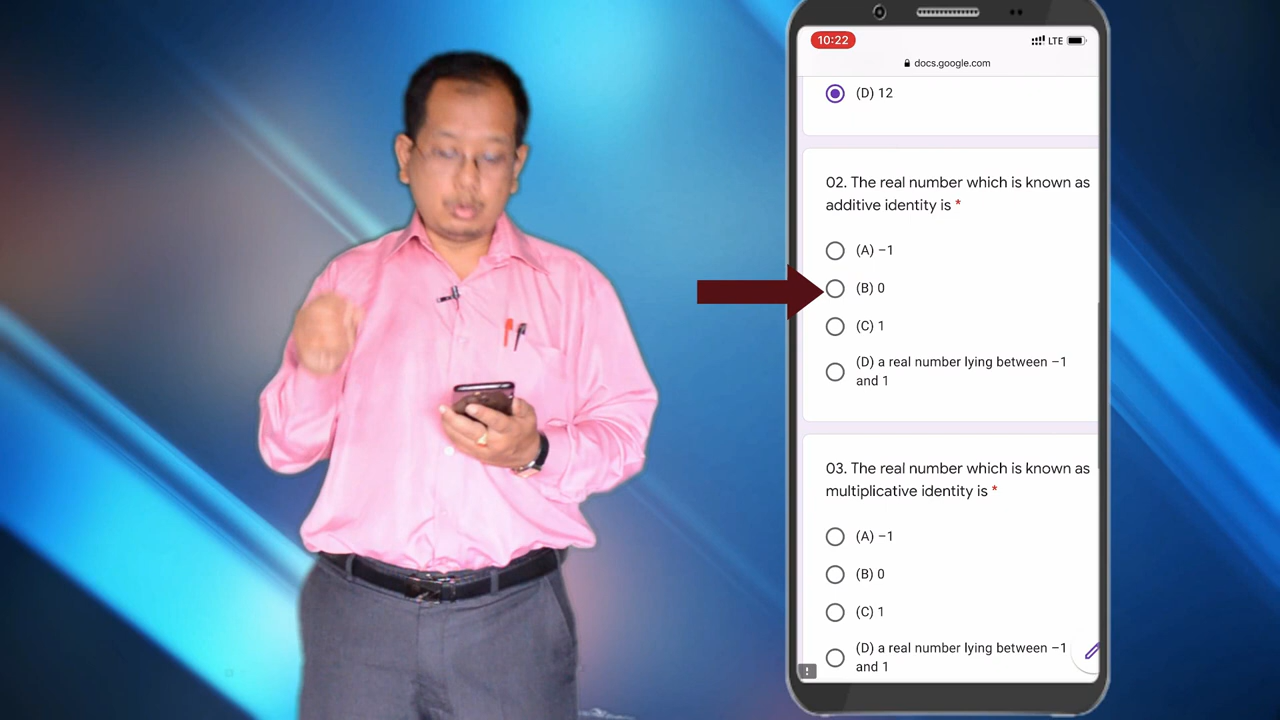 10:22
LTE
docs.google.com
(D) 12
02. The real number which is known as
additive identity is *
(A) −1
(B) 0
(C) 1
(D) a real number lying between −1
and 1
03. The real number which is known as
multiplicative identity is *
(A) −1
(B) 0
(C) 1
(D) a real number lying between −1
and 1